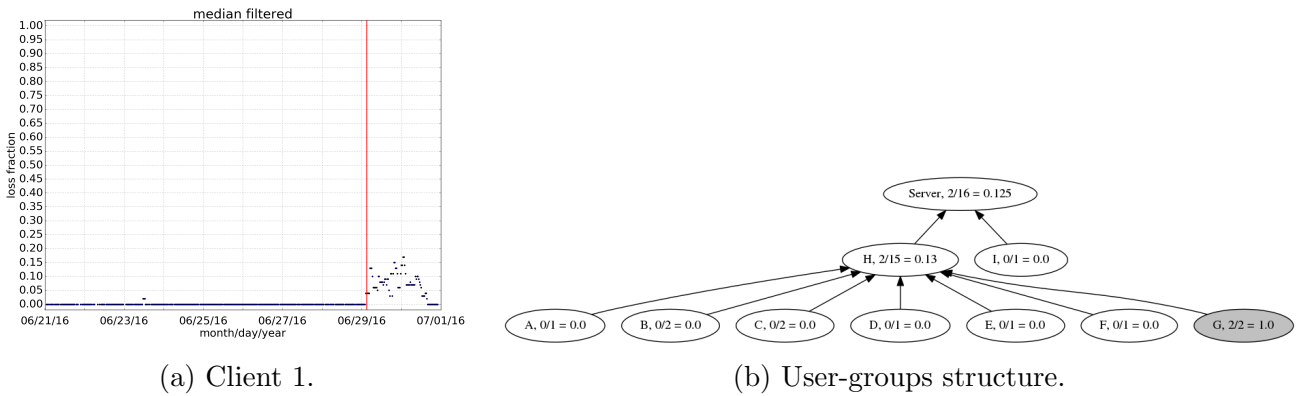 median filtered
1.00
0.95
0.90
0.85
0.80
0.75
0.70
0.65
0.60
0.55
0.50
0.45
0.40
0.35
0.30
0.25
0.20
0.15
0.10
0.05
0.00
loss fraction
06/21/16 06/23/16 06/25/16 06/27/16 06/29/16 07/01/16
month/day/year
(a) Client 1.
Server, 2/16 = 0.125
H, 2/15 = 0.13
I, 0/1 = 0.0
A, 0/1 = 0.0
B, 0/2 = 0.0
C, 0/2 = 0.0
D, 0/1 = 0.0
E, 0/1 = 0.0
F, 0/1 = 0.0
G, 2/2 = 1.0
(b) User-groups structure.